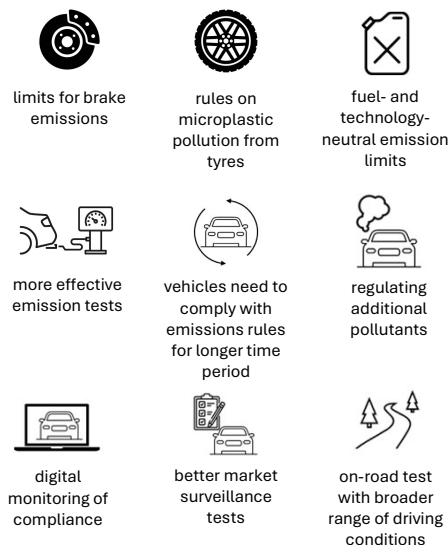 limits for brake
emissions
rules on
microplastic
pollution from
tyres
fuel- and
technology-
neutral emission
limits
more effective
emission tests
vehicles need to
comply with
emissions rules
for longer time
period
regulating
additional
pollutants
digital
monitoring of
compliance
better market
surveillance
tests
on-road test
with broader
range of driving
conditions